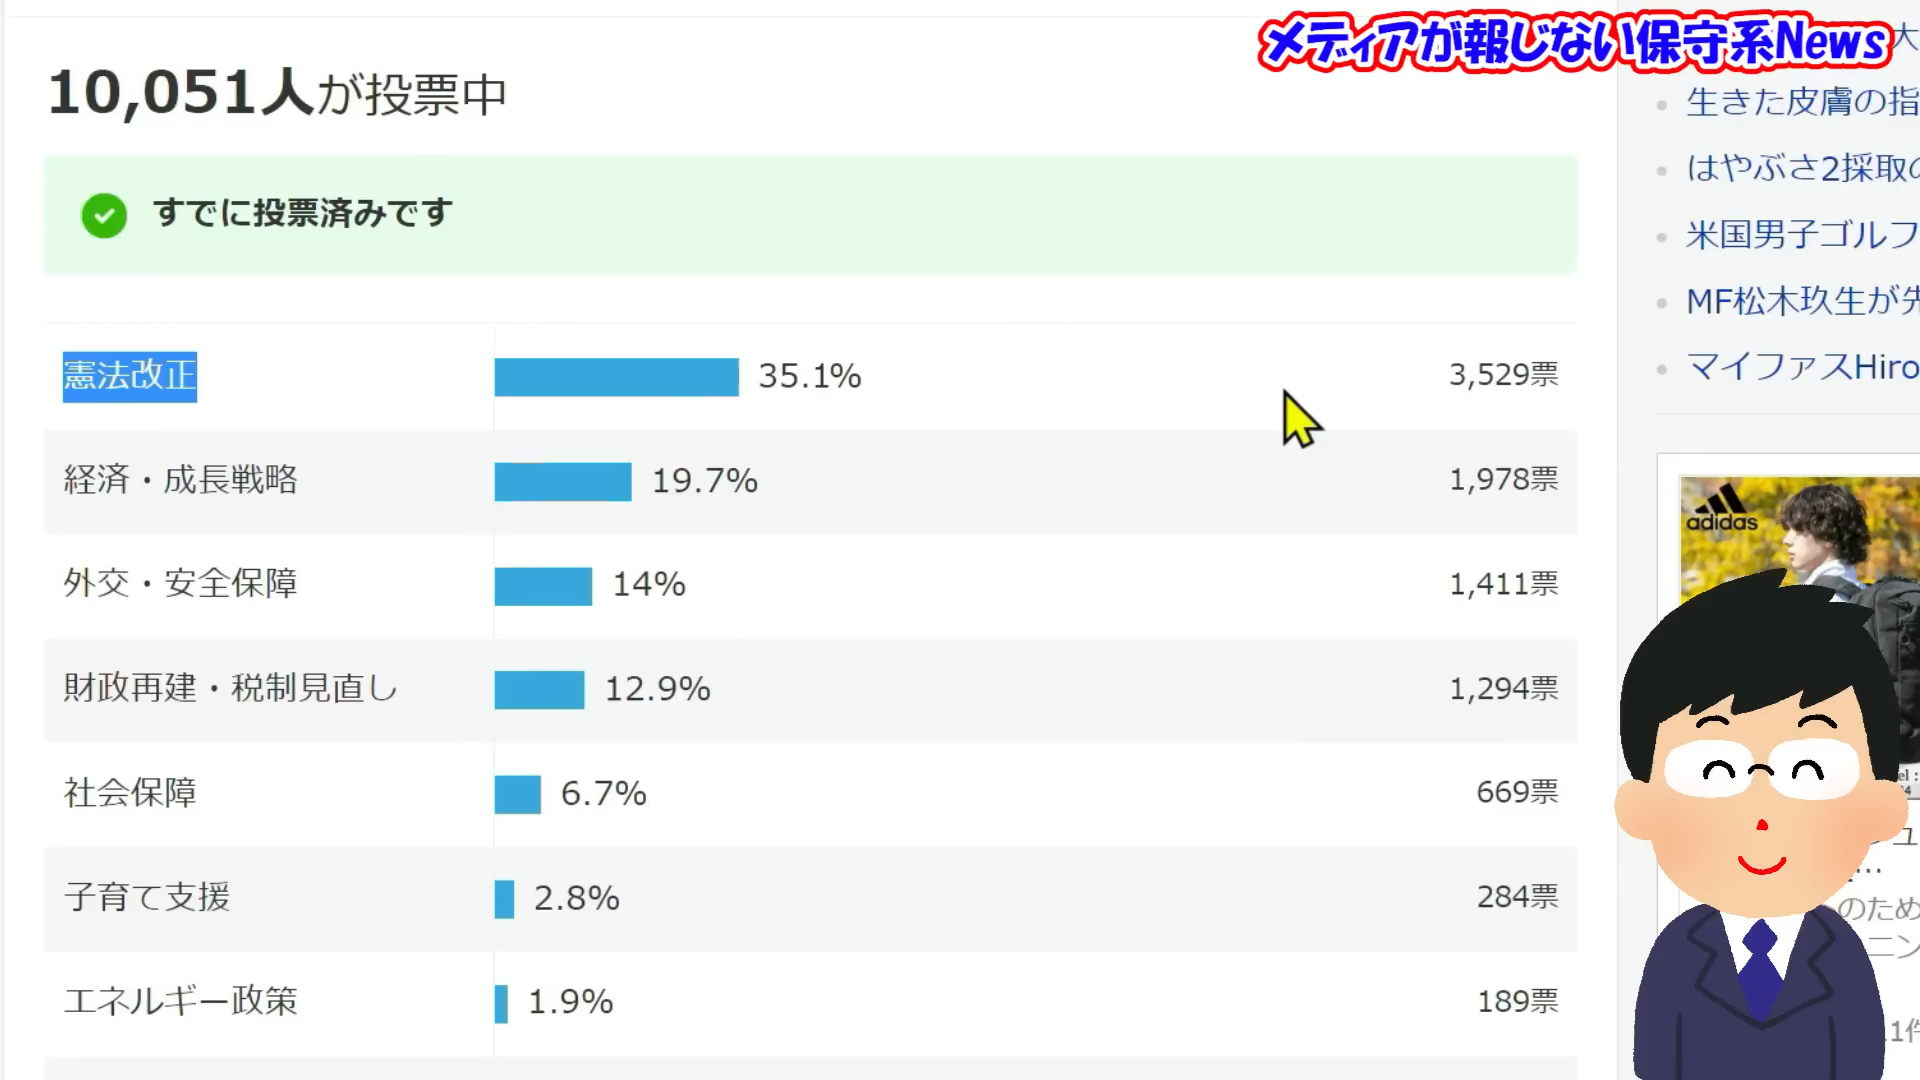 メディアが報じない保守系News
10,051人が投票中
すでに投票済みです
憲法改正 35.1% 3,529票
経済・成長戦略 19.7% 1,978票
外交・安全保障 14% 1,411票
財政再建・税制見直し 12.9% 1,294票
社会保障 6.7% 669票
子育て支援 2.8% 284票
エネルギー政策 1.9% 189票
大
生きた皮膚の指
はやぶさ2採取の
米国男子ゴルフ
MF松木玖生が先
マイファスHiro
adidas
のため
ニン
1件